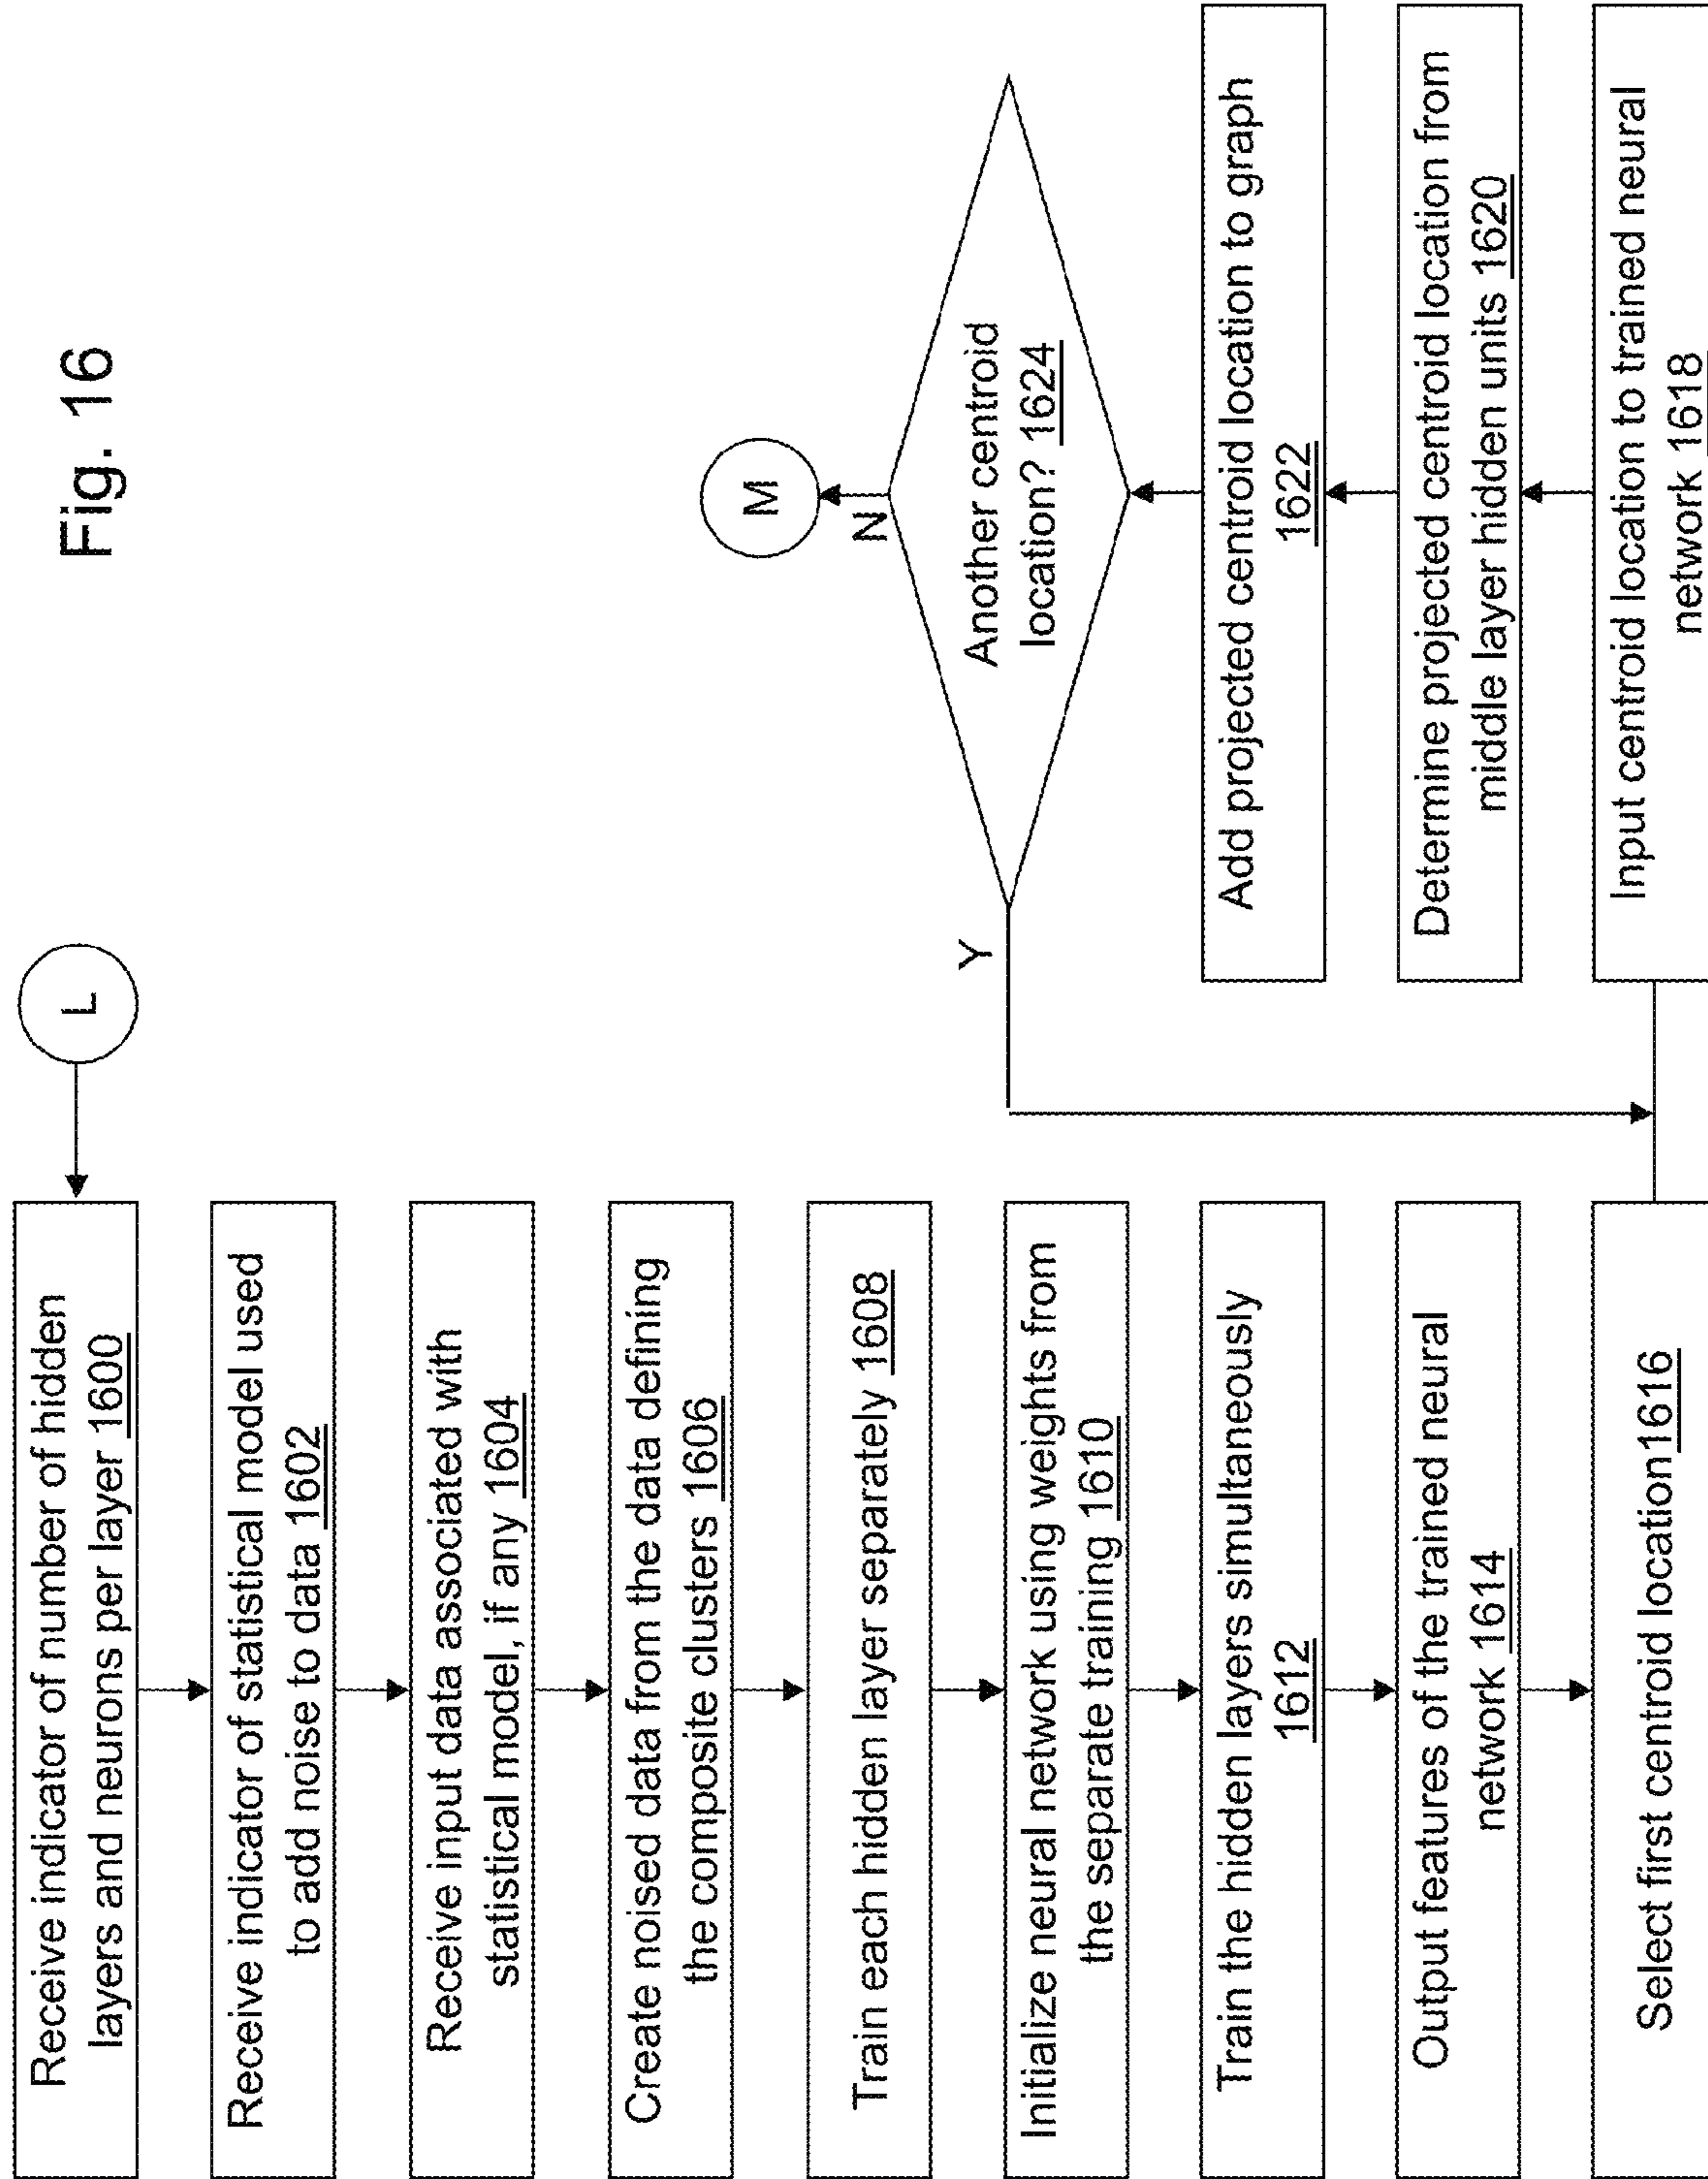 Fig. 16
L
Receive indicator of number of hidden
layers and neurons per layer 1600
Receive indicator of statistical model used
to add noise to data 1602
Receive input data associated with
statistical model, if any 1604
Create noised data from the data defining
the composite clusters 1606
Train each hidden layer separately 1608
Initialize neural network using weights from
the separate training 1610
Train the hidden layers simultaneously
1612
Output features of the trained neural
network 1614
Select first centroid location1616
Input centroid location to trained neural
network 1618
Determine projected centroid location from
middle layer hidden units 1620
Add projected centroid location to graph
1622
Another centroid
location? 1624
Y
N
M